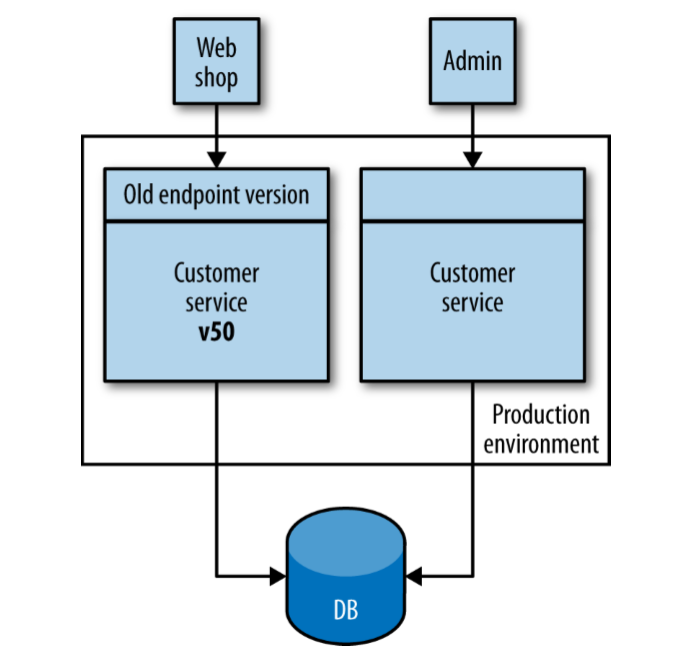 Web
shop
Admin
Old endpoint version
Customer
service
v50
Customer
service
Production
environment
DB